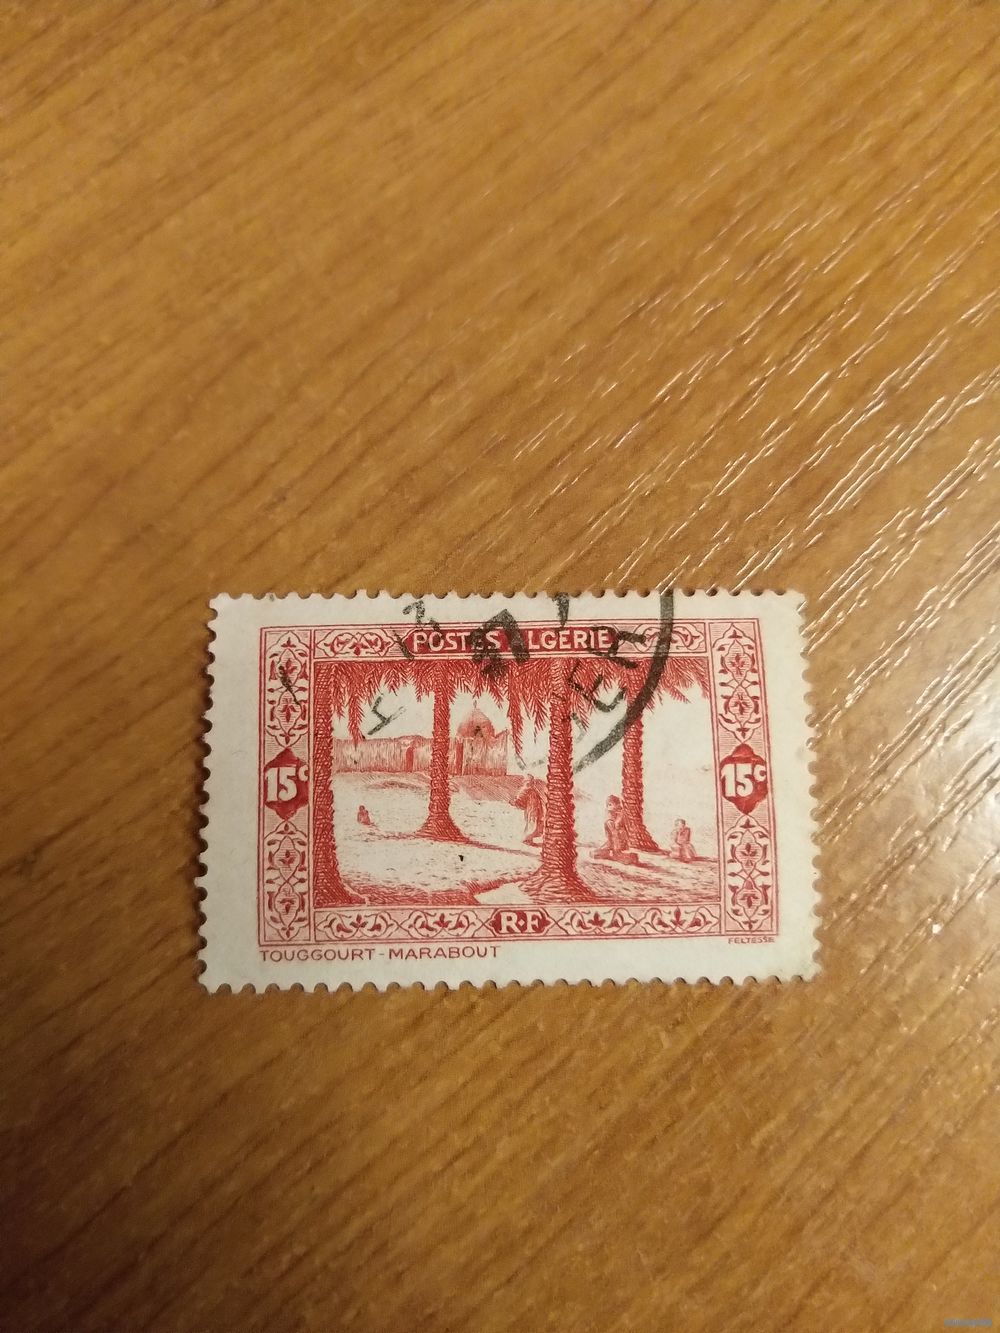 POSTES ALGERIE
15c 15c
R·F
FELTESSE
TOUGGOURT-MARABOUT